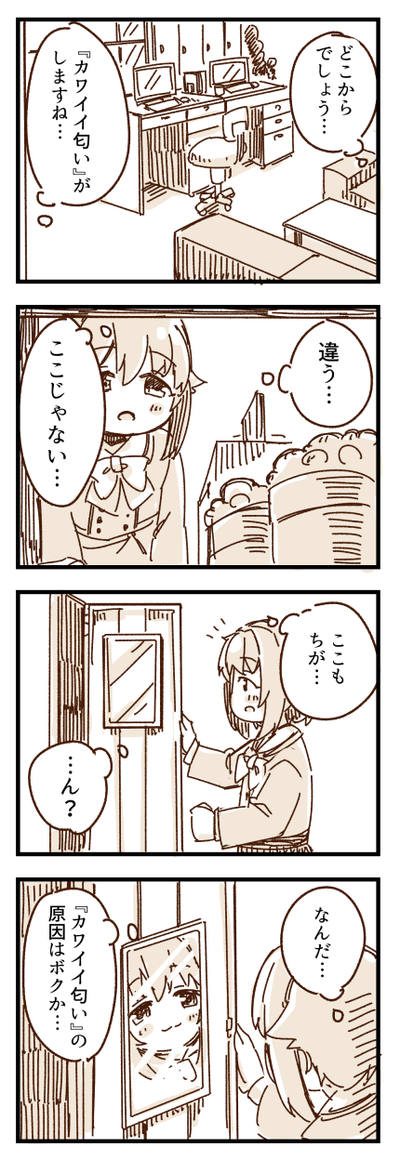 どこから
でしょう…
『カワイイ匂い』が
しますね…
違う…
ここじゃない…
ここも
ちが…
…ん？
なんだ…
『カワイイ匂い』の
原因はボクか…